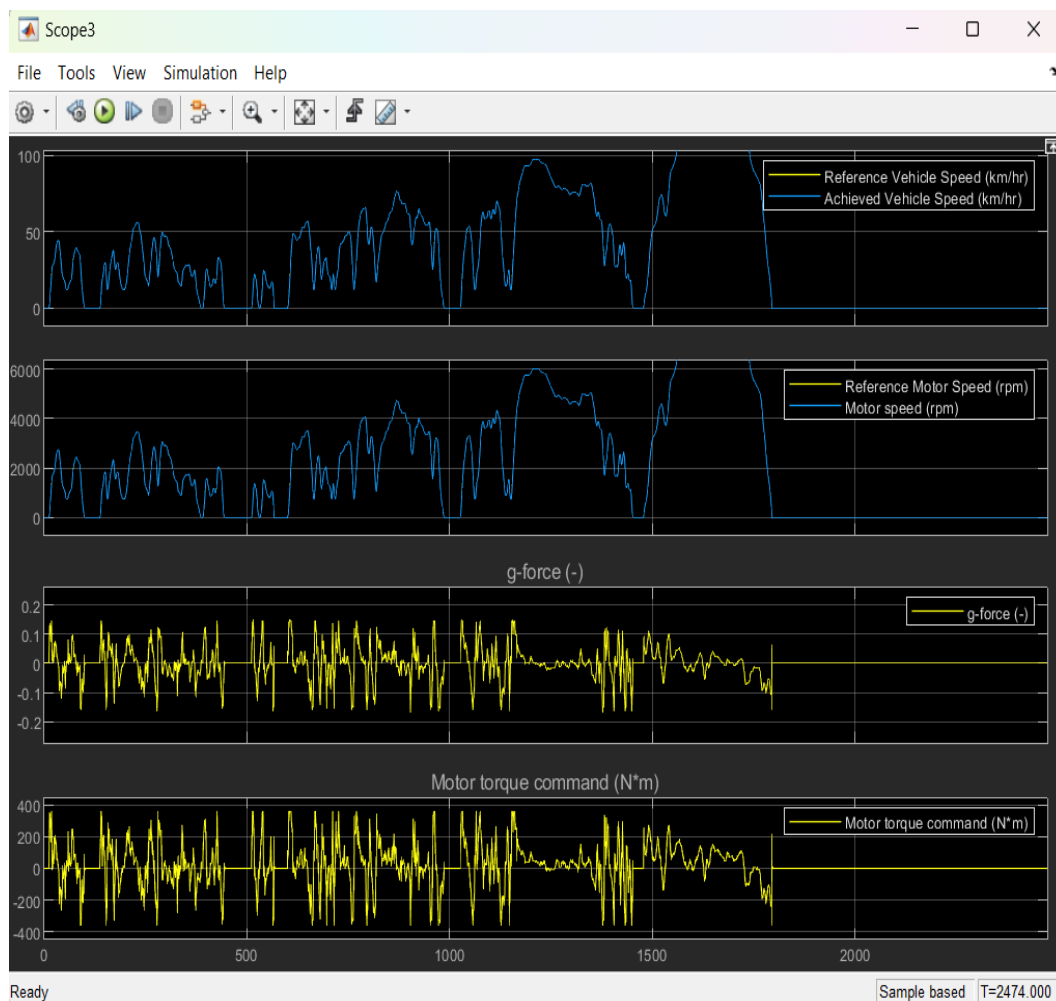 Scope3
File Tools View Simulation Help
100
50
0
Reference Vehicle Speed (km/hr)
Achieved Vehicle Speed (km/hr)
6000
4000
2000
0
Reference Motor Speed (rpm)
Motor speed (rpm)
g-force (-)
0.2
0.1
0
-0.1
-0.2
g-force (-)
Motor torque command (N*m)
400
200
0
-200
-400
Motor torque command (N*m)
0 500 1000 1500 2000
Ready Sample based T=2474.000